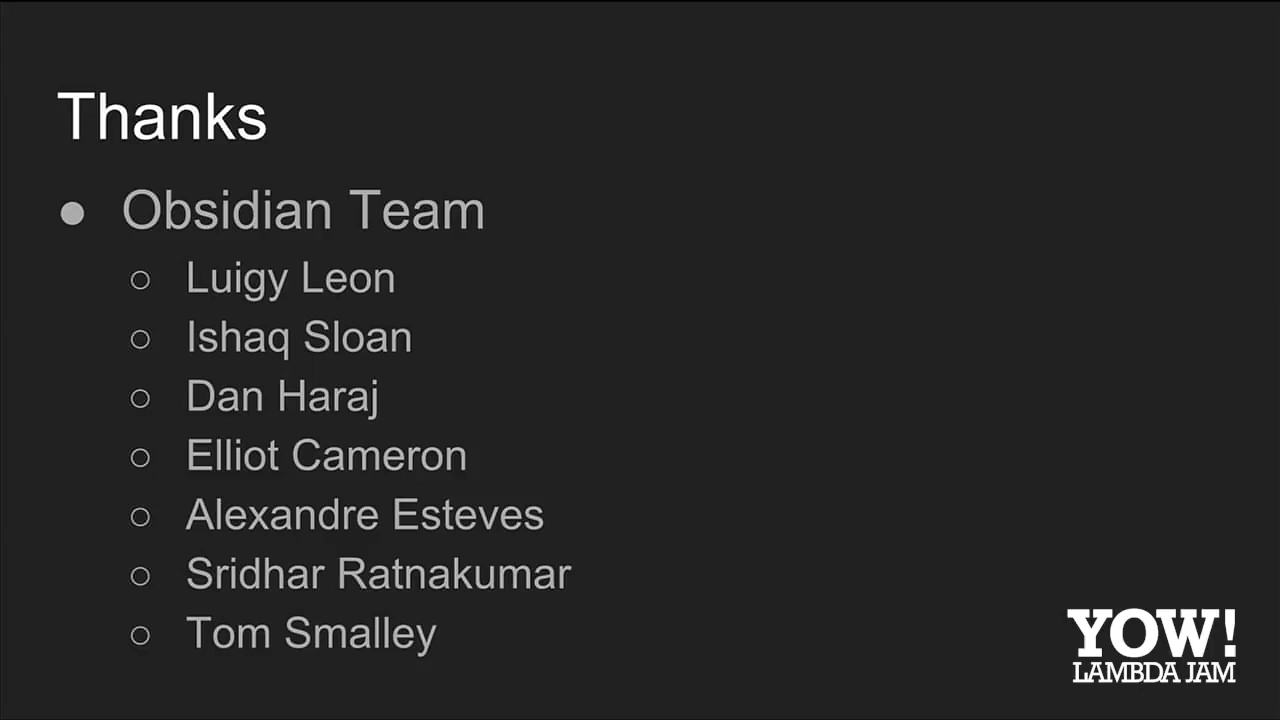 Thanks
● Obsidian Team
○ Luigy Leon
○ Ishaq Sloan
○ Dan Haraj
○ Elliot Cameron
○ Alexandre Esteves
○ Sridhar Ratnakumar
○ Tom Smalley
YOW!
LAMBDA JAM